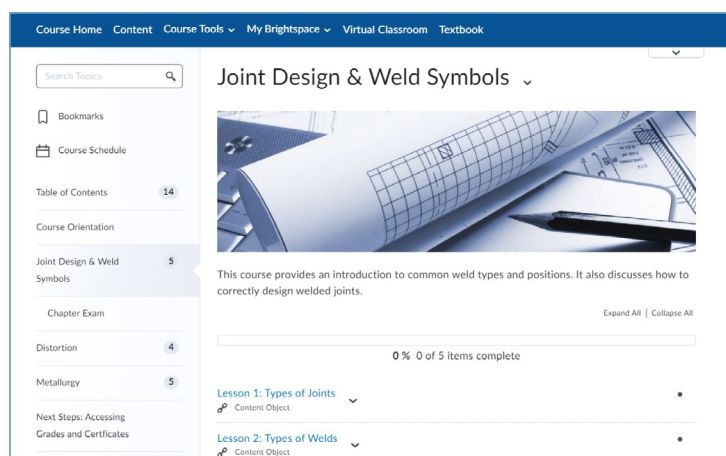 Course Home Content Course Tools My Brightspace Virtual Classroom Textbook
Search Topics
Bookmarks
Course Schedule
Table of Contents 14
Course Orientation
Joint Design & Weld 5
Symbols
Chapter Exam
Distortion 4
Metallurgy 5
Next Steps: Accessing
Grades and Certficates
Joint Design & Weld Symbols
This course provides an introduction to common weld types and positions. It also discusses how to
correctly design welded joints.
Expand All | Collapse All
0 % 0 of 5 items complete
Lesson 1: Types of Joints
Content Object
Lesson 2: Types of Welds
Content Object